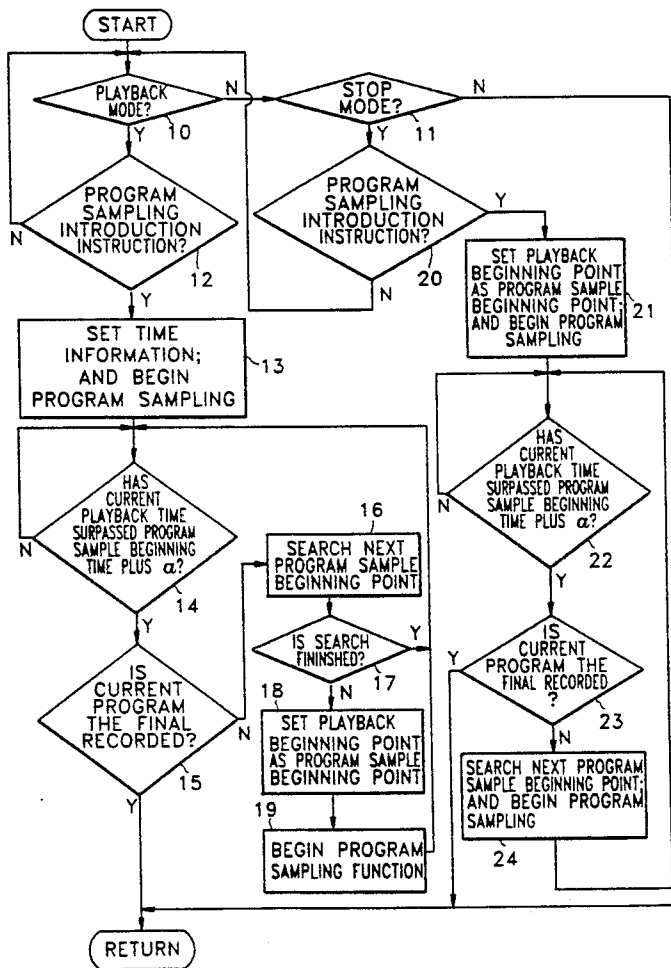 START
PLAYBACK
MODE?
10
Y
N
STOP
MODE?
11
Y
N
PROGRAM
SAMPLING
INTRODUCTION
INSTRUCTION?
12
N
Y
PROGRAM
SAMPLING
INTRODUCTION
INSTRUCTION?
20
Y
N
SET PLAYBACK
BEGINNING POINT
AS PROGRAM SAMPLE
BEGINNING POINT;
AND BEGIN PROGRAM
SAMPLING
21
SET TIME
INFORMATION;
AND BEGIN
PROGRAM SAMPLING
13
HAS
CURRENT
PLAYBACK TIME
SURPASSED PROGRAM
SAMPLE BEGINNING
TIME PLUS α?
14
N
Y
IS
CURRENT
PROGRAM
THE FINAL
RECORDED?
15
N
Y
16
SEARCH NEXT
PROGRAM SAMPLE
BEGINNING POINT
IS SEARCH
FININSHED?
17
Y
N
18
SET PLAYBACK
BEGINNING POINT
AS PROGRAM SAMPLE
BEGINNING POINT
19
BEGIN PROGRAM
SAMPLING FUNCTION
HAS
CURRENT
PLAYBACK TIME
SURPASSED PROGRAM
SAMPLE BEGINNING
TIME PLUS α?
22
N
Y
IS
CURRENT
PROGRAM THE
FINAL RECORDED
?
23
Y
N
SEARCH NEXT PROGRAM
SAMPLE BEGINNING POINT;
AND BEGIN PROGRAM
SAMPLING
24
RETURN